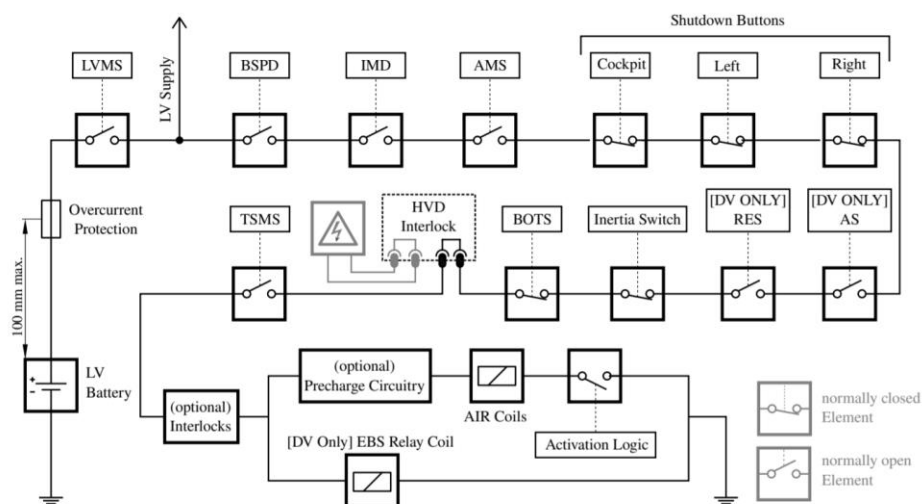 Shutdown Buttons
LVMS
LV Supply
BSPD
IMD
AMS
Cockpit
Left
Right
Overcurrent
Protection
100 mm max.
TSMS
HVD
Interlock
BOTS
Inertia Switch
[DV ONLY]
RES
[DV ONLY]
AS
+
-
LV
Battery
(optional)
Interlocks
(optional)
Precharge Circuitry
AIR Coils
Activation Logic
[DV Only] EBS Relay Coil
normally closed
Element
normally open
Element